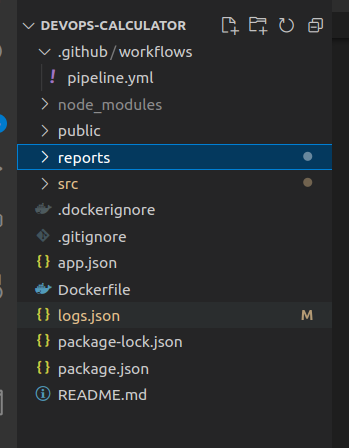 DEVOPS-CALCULATOR
.github / workflows
pipeline.yml
node_modules
public
reports
src
.dockerignore
.gitignore
app.json
Dockerfile
logs.json M
package-lock.json
package.json
README.md